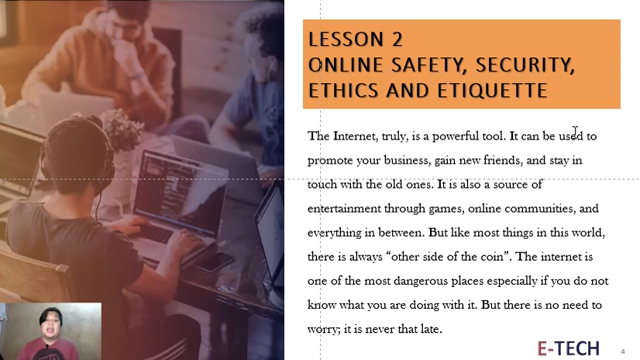 LESSON 2
ONLINE SAFETY, SECURITY,
ETHICS AND ETIQUETTE
The Internet, truly, is a powerful tool. It can be used to
promote your business, gain new friends, and stay in
touch with the old ones. It is also a source of
entertainment through games, online communities, and
everything in between. But like most things in this world,
there is always “other side of the coin”. The internet is
one of the most dangerous places especially if you do not
know what you are doing with it. But there is no need to
worry; it is never that late.
E-TECH
4